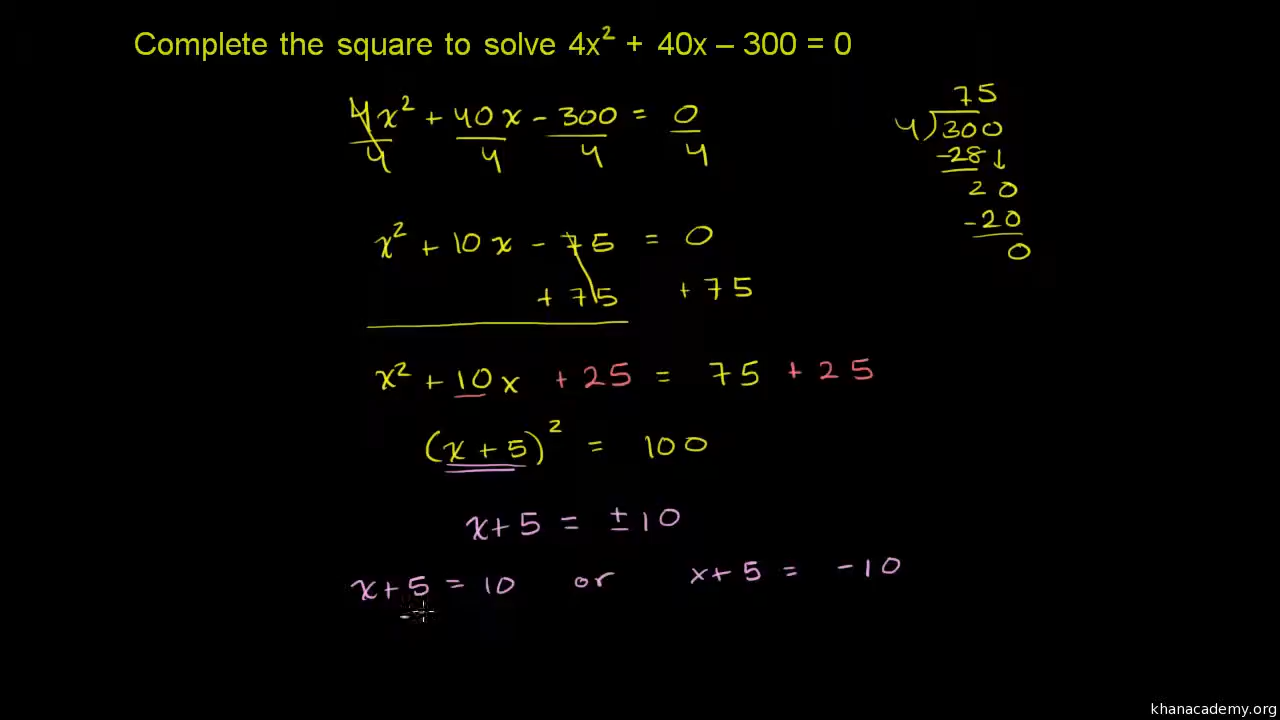 Complete the square to solve 4x² + 40x – 300 = 0
4x²/4 + 40x/4 - 300/4 = 0/4
x² + 10x - 75 = 0
+ 75 + 75
x² + 10x + 25 = 75 + 25
(x + 5)² = 100
x + 5 = ± 10
x + 5 = 10 or x + 5 = -10
-
75
4)300
-28↓
20
-20
0
khanacademy.org